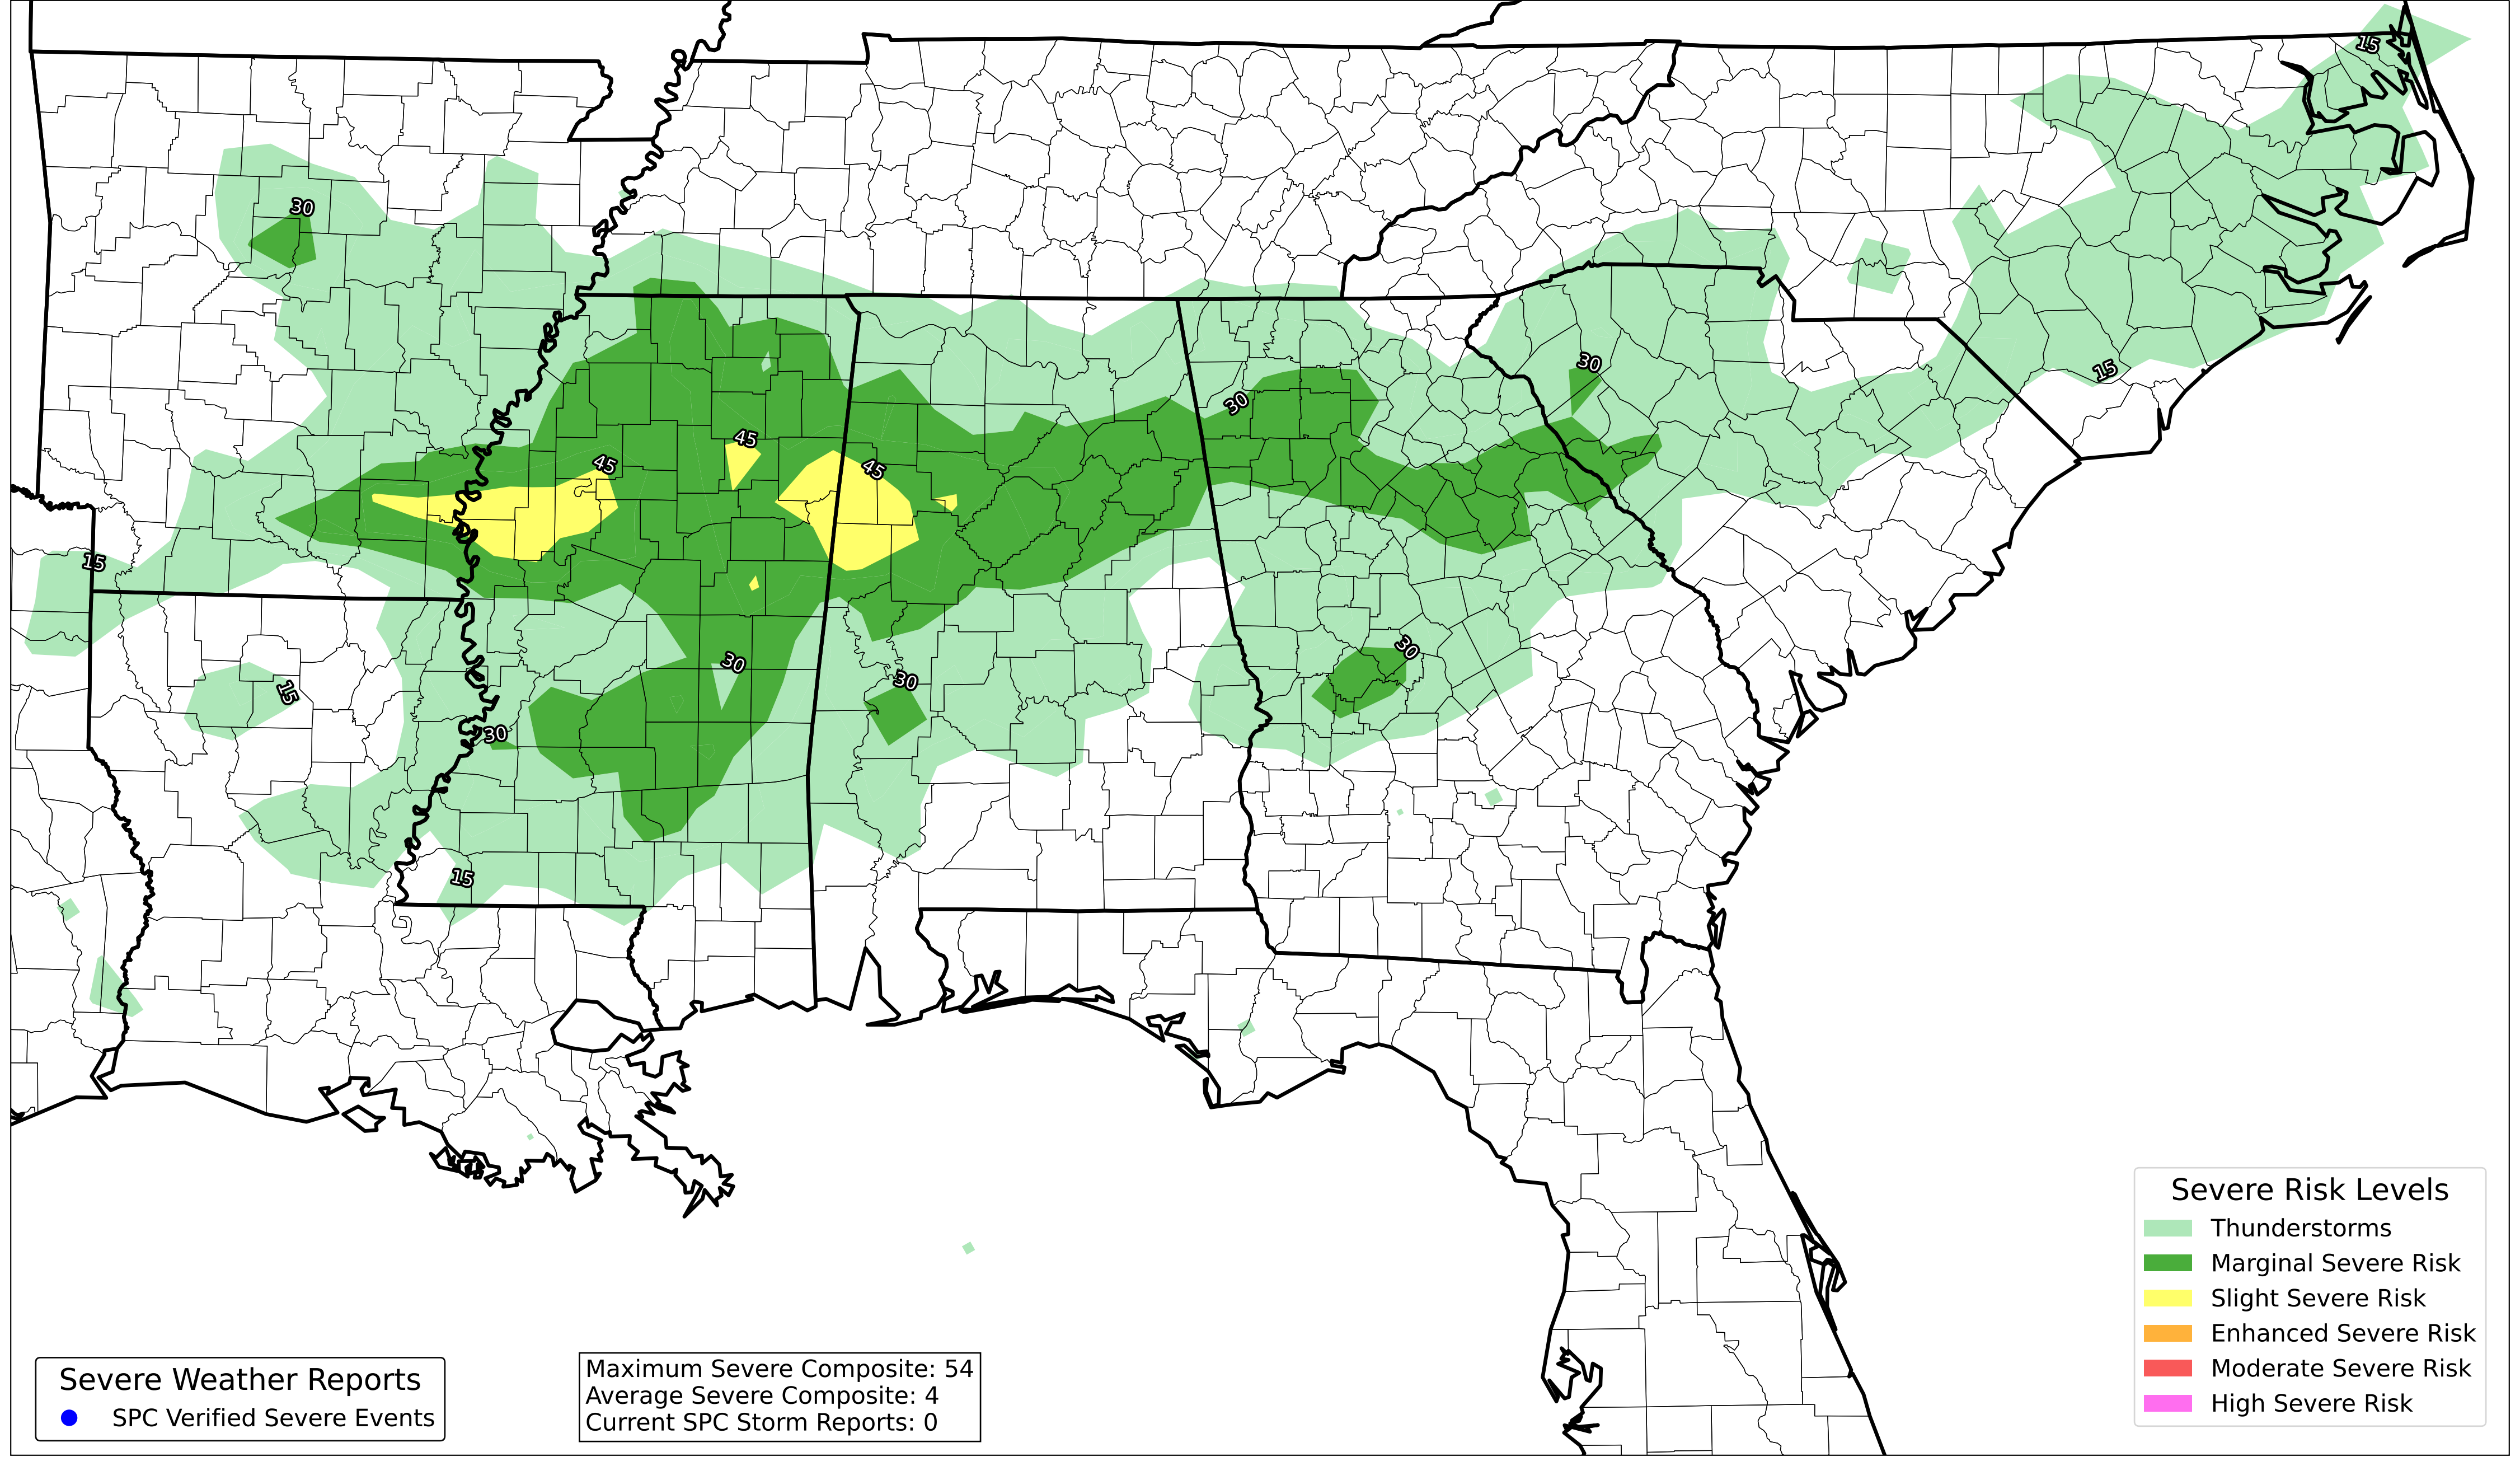 15
30
30
30
15
45
45
45
15
30
30
30
15
30
15
Severe Risk Levels
Thunderstorms
Marginal Severe Risk
Slight Severe Risk
Enhanced Severe Risk
Moderate Severe Risk
High Severe Risk
Severe Weather Reports
SPC Verified Severe Events
Maximum Severe Composite: 54
Average Severe Composite: 4
Current SPC Storm Reports: 0